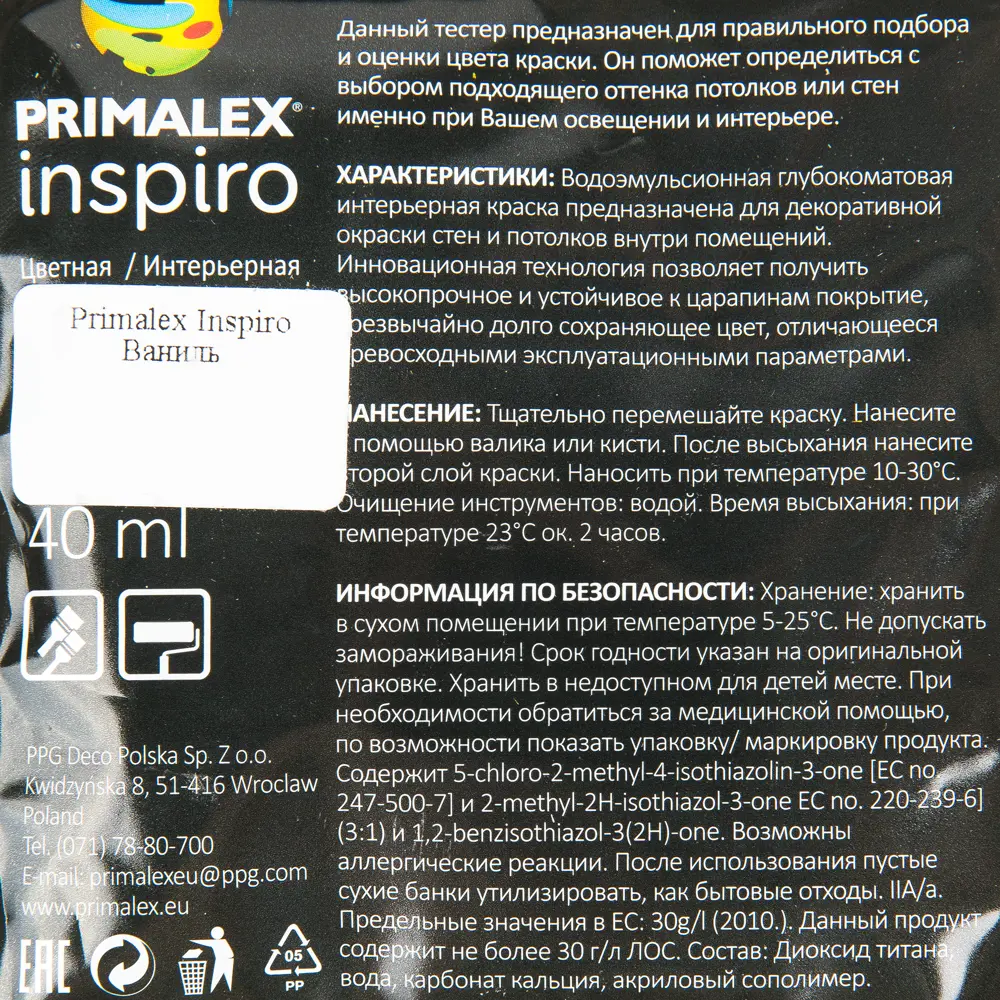 PRIMALEX®
inspiro
Цветная / Интерьерная
Primalex Inspiro
Ваниль
40 ml
PPG Deco Polska Sp. Z o.o.
Kwidzyńska 8, 51-416 Wroclaw
Poland
Tel. (071) 78-80-700
E-mail: primalexeu@ppg.com
www.primalex.eu
EAC
05
PP
Данный тестер предназначен для правильного подбора
и оценки цвета краски. Он поможет определиться с
выбором подходящего оттенка потолков или стен
именно при Вашем освещении и интерьере.
ХАРАКТЕРИСТИКИ: Водоэмульсионная глубокоматовая
интерьерная краска предназначена для декоративной
окраски стен и потолков внутри помещений.
Инновационная технология позволяет получить
высокопрочное и устойчивое к царапинам покрытие,
резвычайно долго сохраняющее цвет, отличающееся
ревосходными эксплуатационными параметрами.
НАНЕСЕНИЕ: Тщательно перемешайте краску. Нанесите
помощью валика или кисти. После высыхания нанесите
торой слой краски. Наносить при температуре 10-30°C.
Очищение инструментов: водой. Время высыхания: при
температуре 23°C ок. 2 часов.
ИНФОРМАЦИЯ ПО БЕЗОПАСНОСТИ: Хранение: хранить
в сухом помещении при температуре 5-25°C. Не допускать
замораживания! Срок годности указан на оригинальной
упаковке. Хранить в недоступном для детей месте. При
необходимости обратиться за медицинской помощью,
по возможности показать упаковку/ маркировку продукта.
Содержит 5-chloro-2-methyl-4-isothiazolin-3-one [EC no.
247-500-7] и 2-methyl-2H-isothiazol-3-one EC no. 220-239-6]
(3:1) и 1,2-benzisothiazol-3(2H)-one. Возможны
аллергические реакции. После использования пустые
сухие банки утилизировать, как бытовые отходы. IIA/a.
Предельные значения в ЕС: 30g/l (2010.). Данный продукт
содержит не более 30 г/л ЛОС. Состав: Диоксид титана,
вода, карбонат кальция, акриловый сополимер.